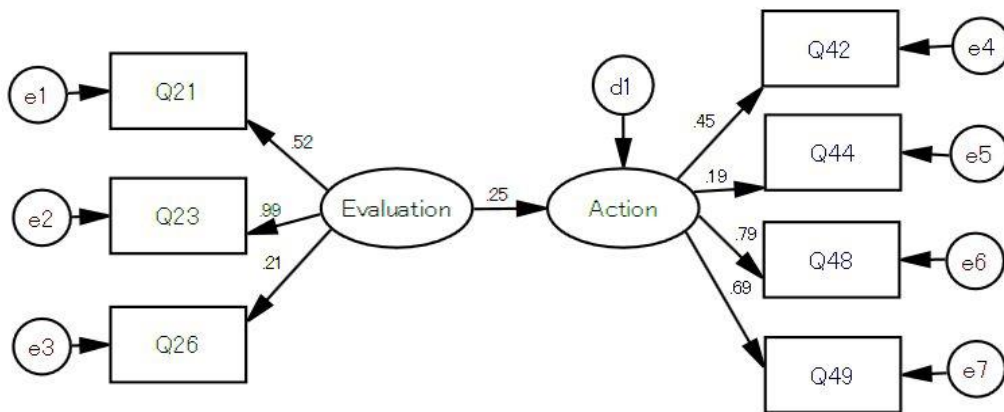 e1
Q21
e2
Q23
e3
Q26
.52
.99
.21
Evaluation
.25
d1
Action
.45
.19
.79
.69
Q42
e4
Q44
e5
Q48
e6
Q49
e7